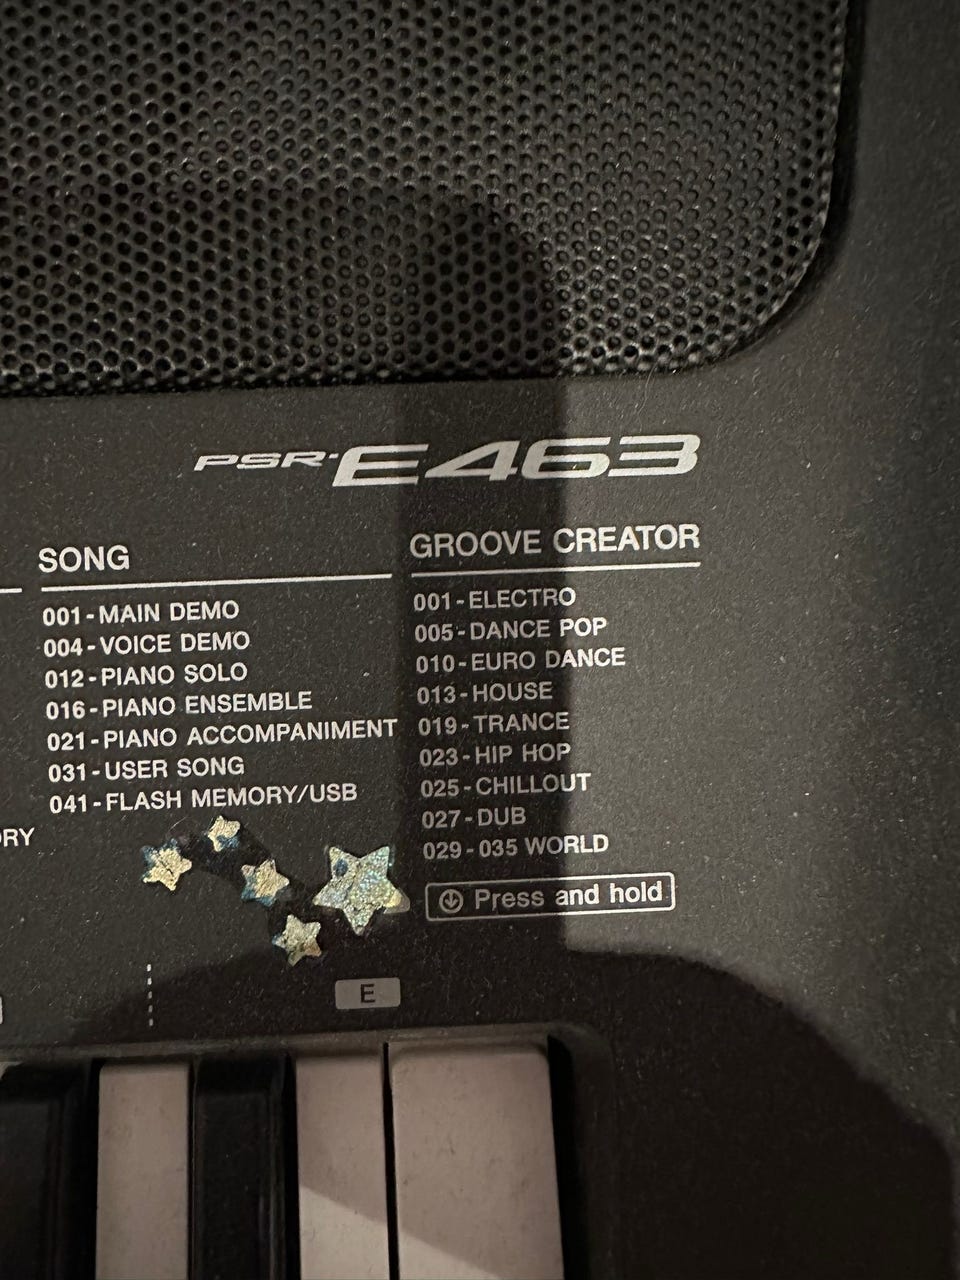 PSR-E463
SONG
001-MAIN DEMO
004-VOICE DEMO
012-PIANO SOLO
016-PIANO ENSEMBLE
021-PIANO ACCOMPANIMENT
031-USER SONG
041-FLASH MEMORY/USB
GROOVE CREATOR
001-ELECTRO
005-DANCE POP
010-EURO DANCE
013-HOUSE
019-TRANCE
023-HIP HOP
025-CHILLOUT
027-DUB
029-035 WORLD
Press and hold
E